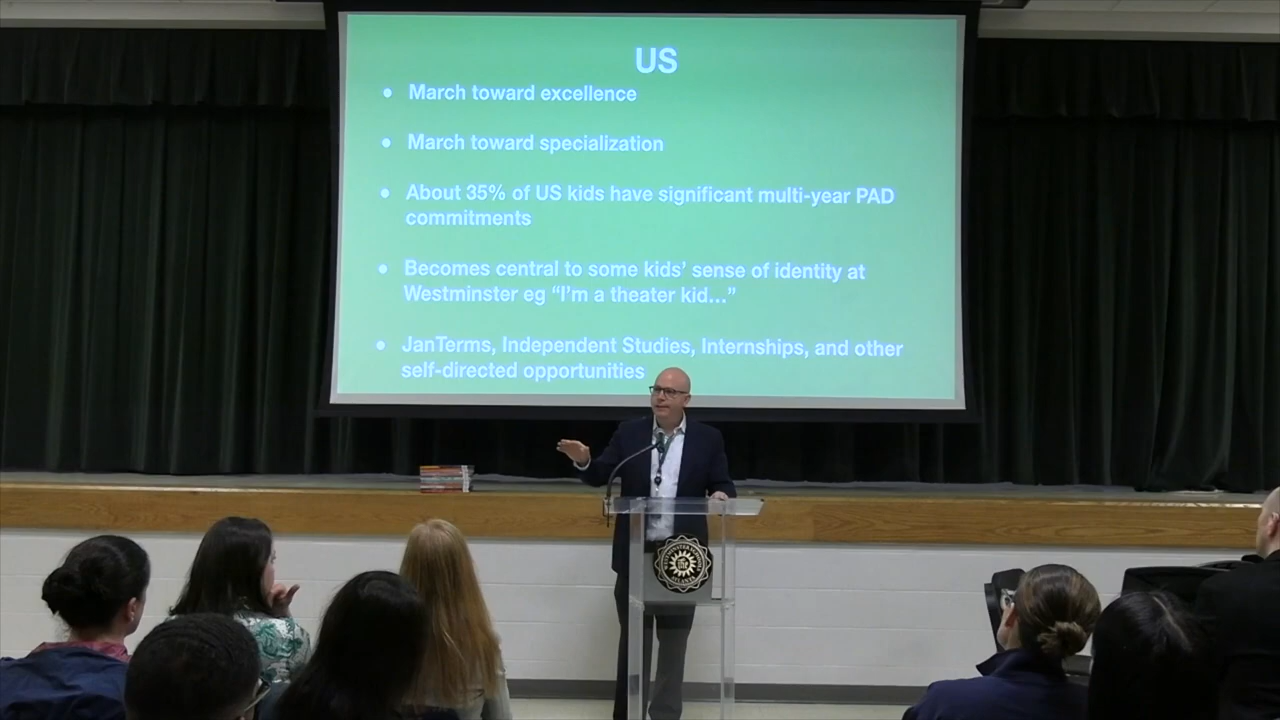 US
• March toward excellence
• March toward specialization
• About 35% of US kids have significant multi-year PAD
commitments
• Becomes central to some kids' sense of identity at
Westminster eg “I'm a theater kid...”
• JanTerms, Independent Studies, Internships, and other
self-directed opportunities
ATLANTA